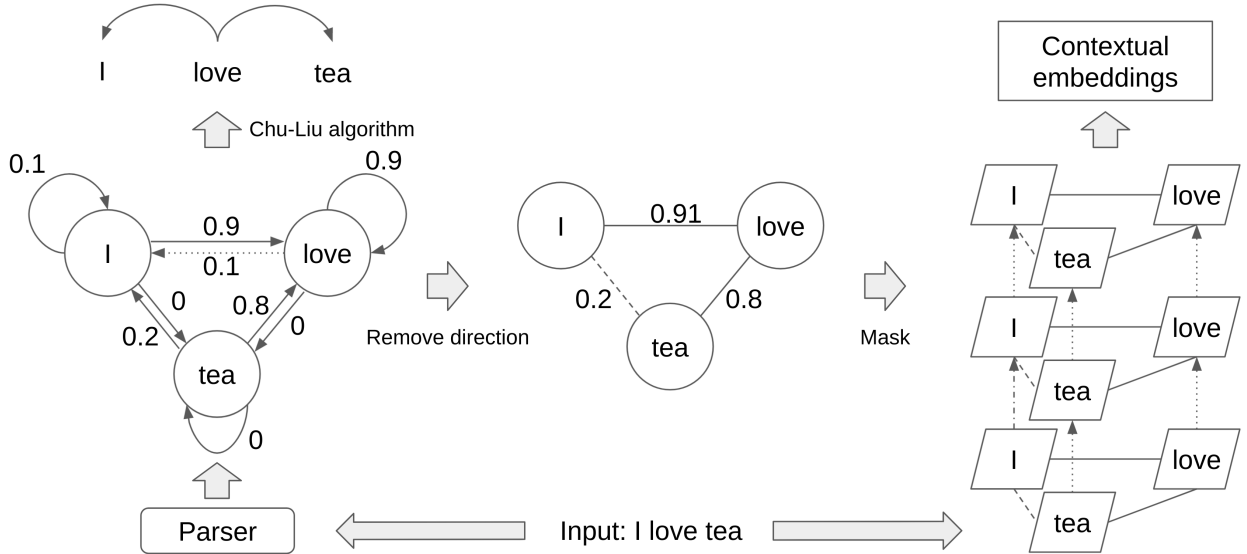 I love tea
Chu-Liu algorithm
0.1
0.9
I
0.9
love
0.1
0
0.8
0.2
0
tea
0
Parser
Remove direction
I
0.91
love
0.2
0.8
tea
Mask
Input: I love tea
Contextual
embeddings
I
love
tea
I
love
tea
I
love
tea